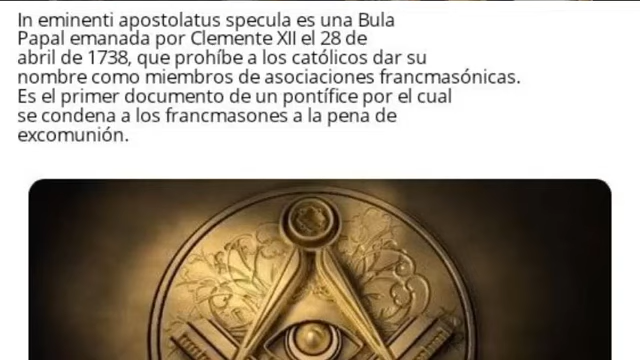 In eminenti apostolatus specula es una Bula
Papal emanada por Clemente XII el 28 de
abril de 1738, que prohíbe a los católicos dar su
nombre como miembros de asociaciones francmasónicas.
Es el primer documento de un pontífice por el cual
se condena a los francmasones a la pena de
excomunión.